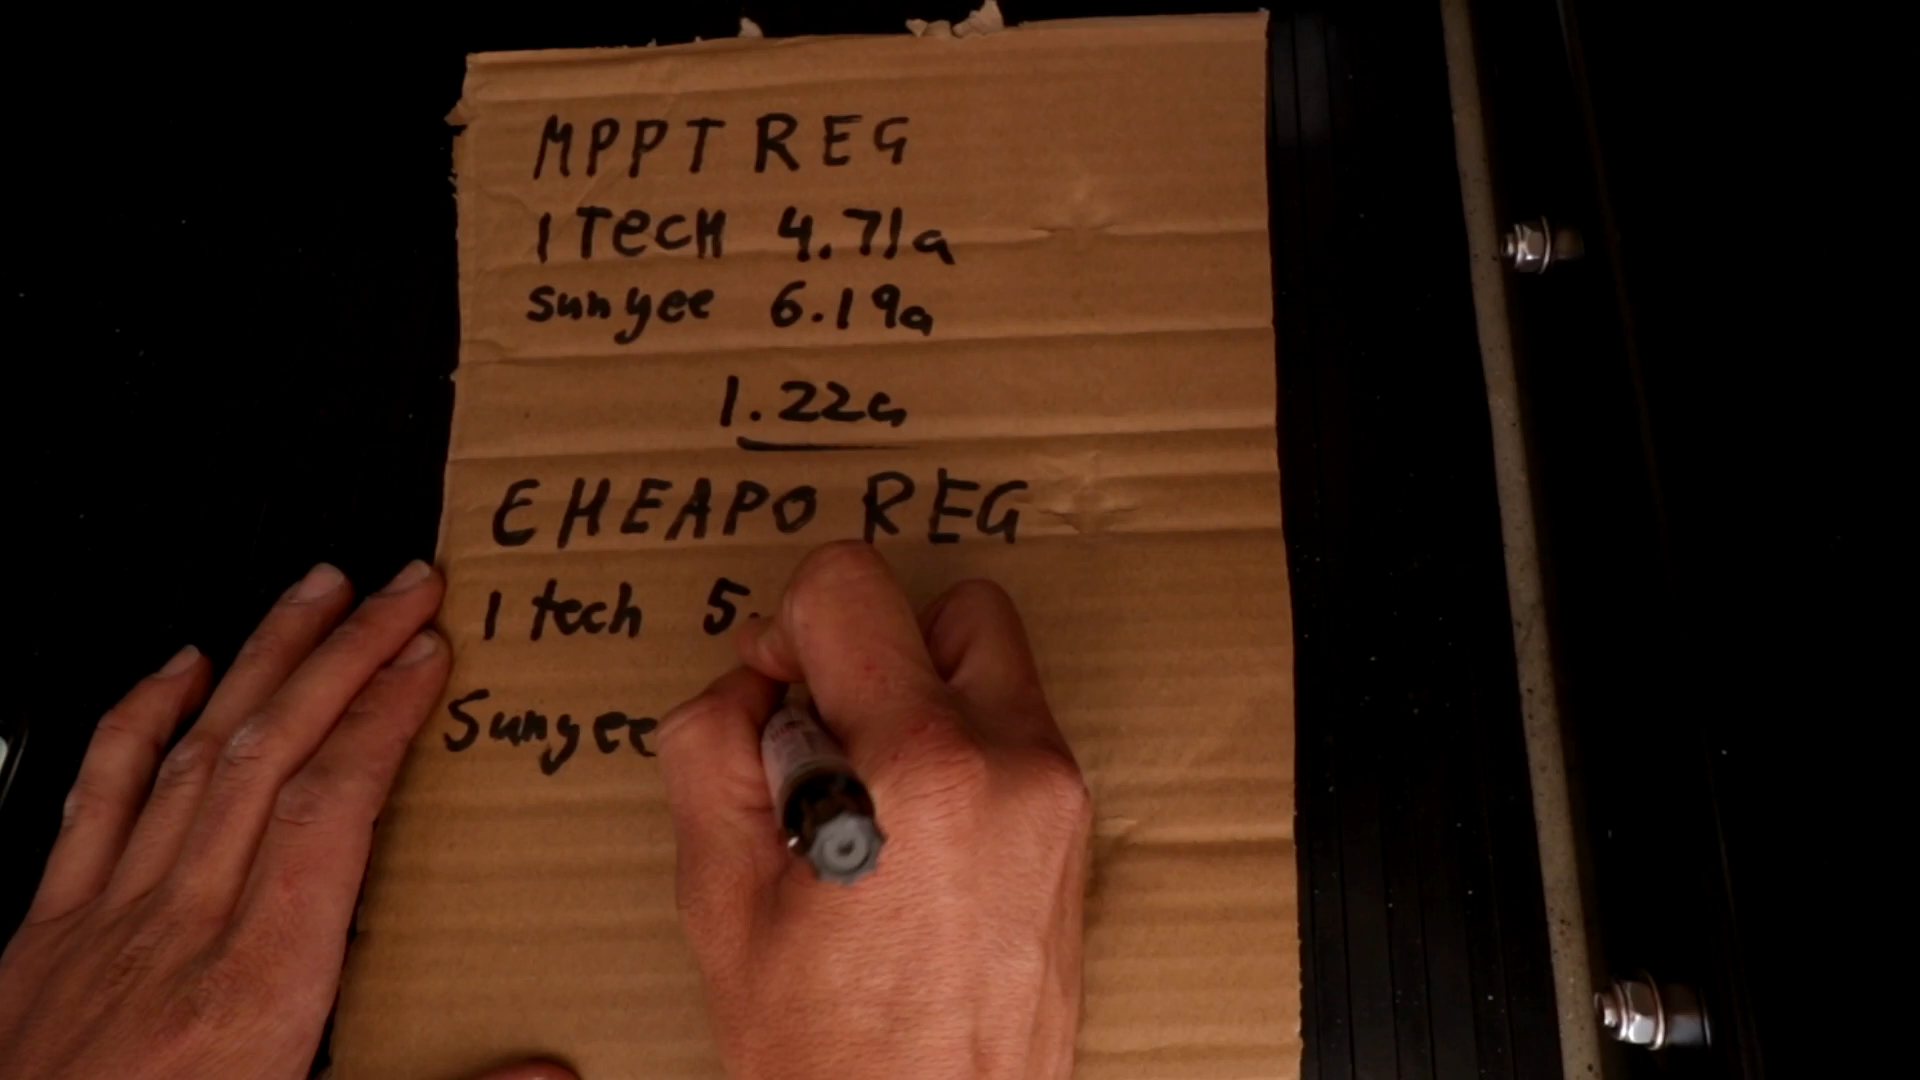 MPPT REG
1 TecH 4.71a
sunyee 6.19a
1.22a
CHEAPO REG
1 tech 5.
Sunyee